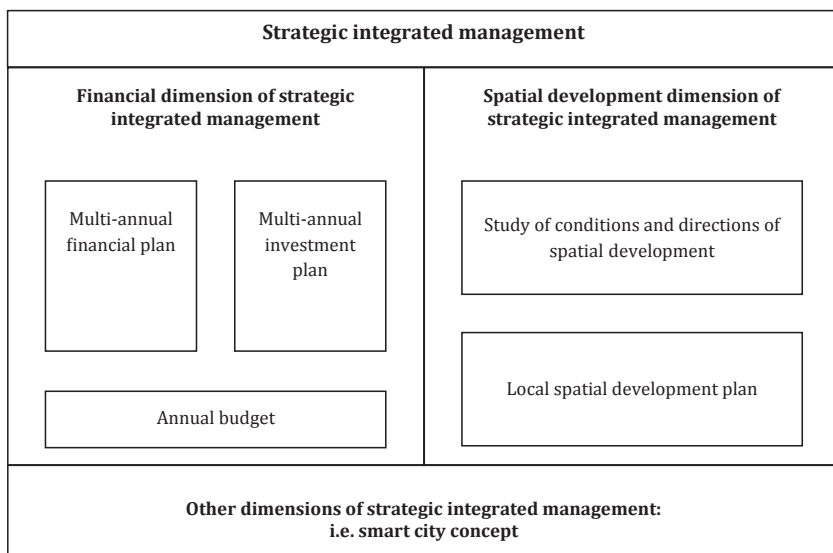 Strategic integrated management
Financial dimension of strategic
integrated management
Multi-annual
financial plan
Multi-annual
investment
plan
Annual budget
Spatial development dimension of
strategic integrated management
Study of conditions and directions of
spatial development
Local spatial development plan
Other dimensions of strategic integrated management:
i.e. smart city concept